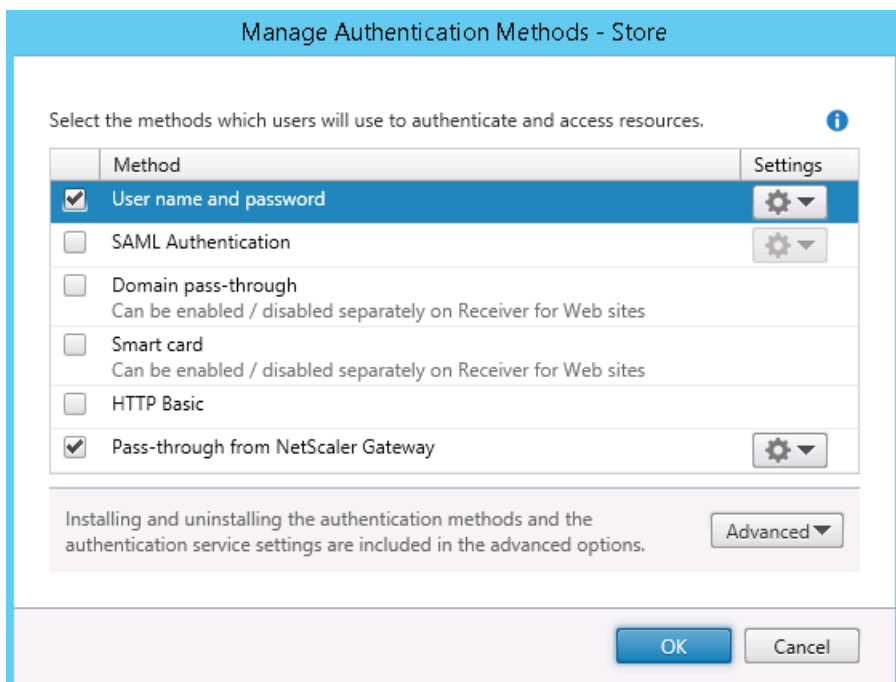 Manage Authentication Methods - Store
Select the methods which users will use to authenticate and access resources.
Method Settings
User name and password
SAML Authentication
Domain pass-through
Can be enabled / disabled separately on Receiver for Web sites
Smart card
Can be enabled / disabled separately on Receiver for Web sites
HTTP Basic
Pass-through from NetScaler Gateway
Installing and uninstalling the authentication methods and the
authentication service settings are included in the advanced options.
Advanced
OK Cancel